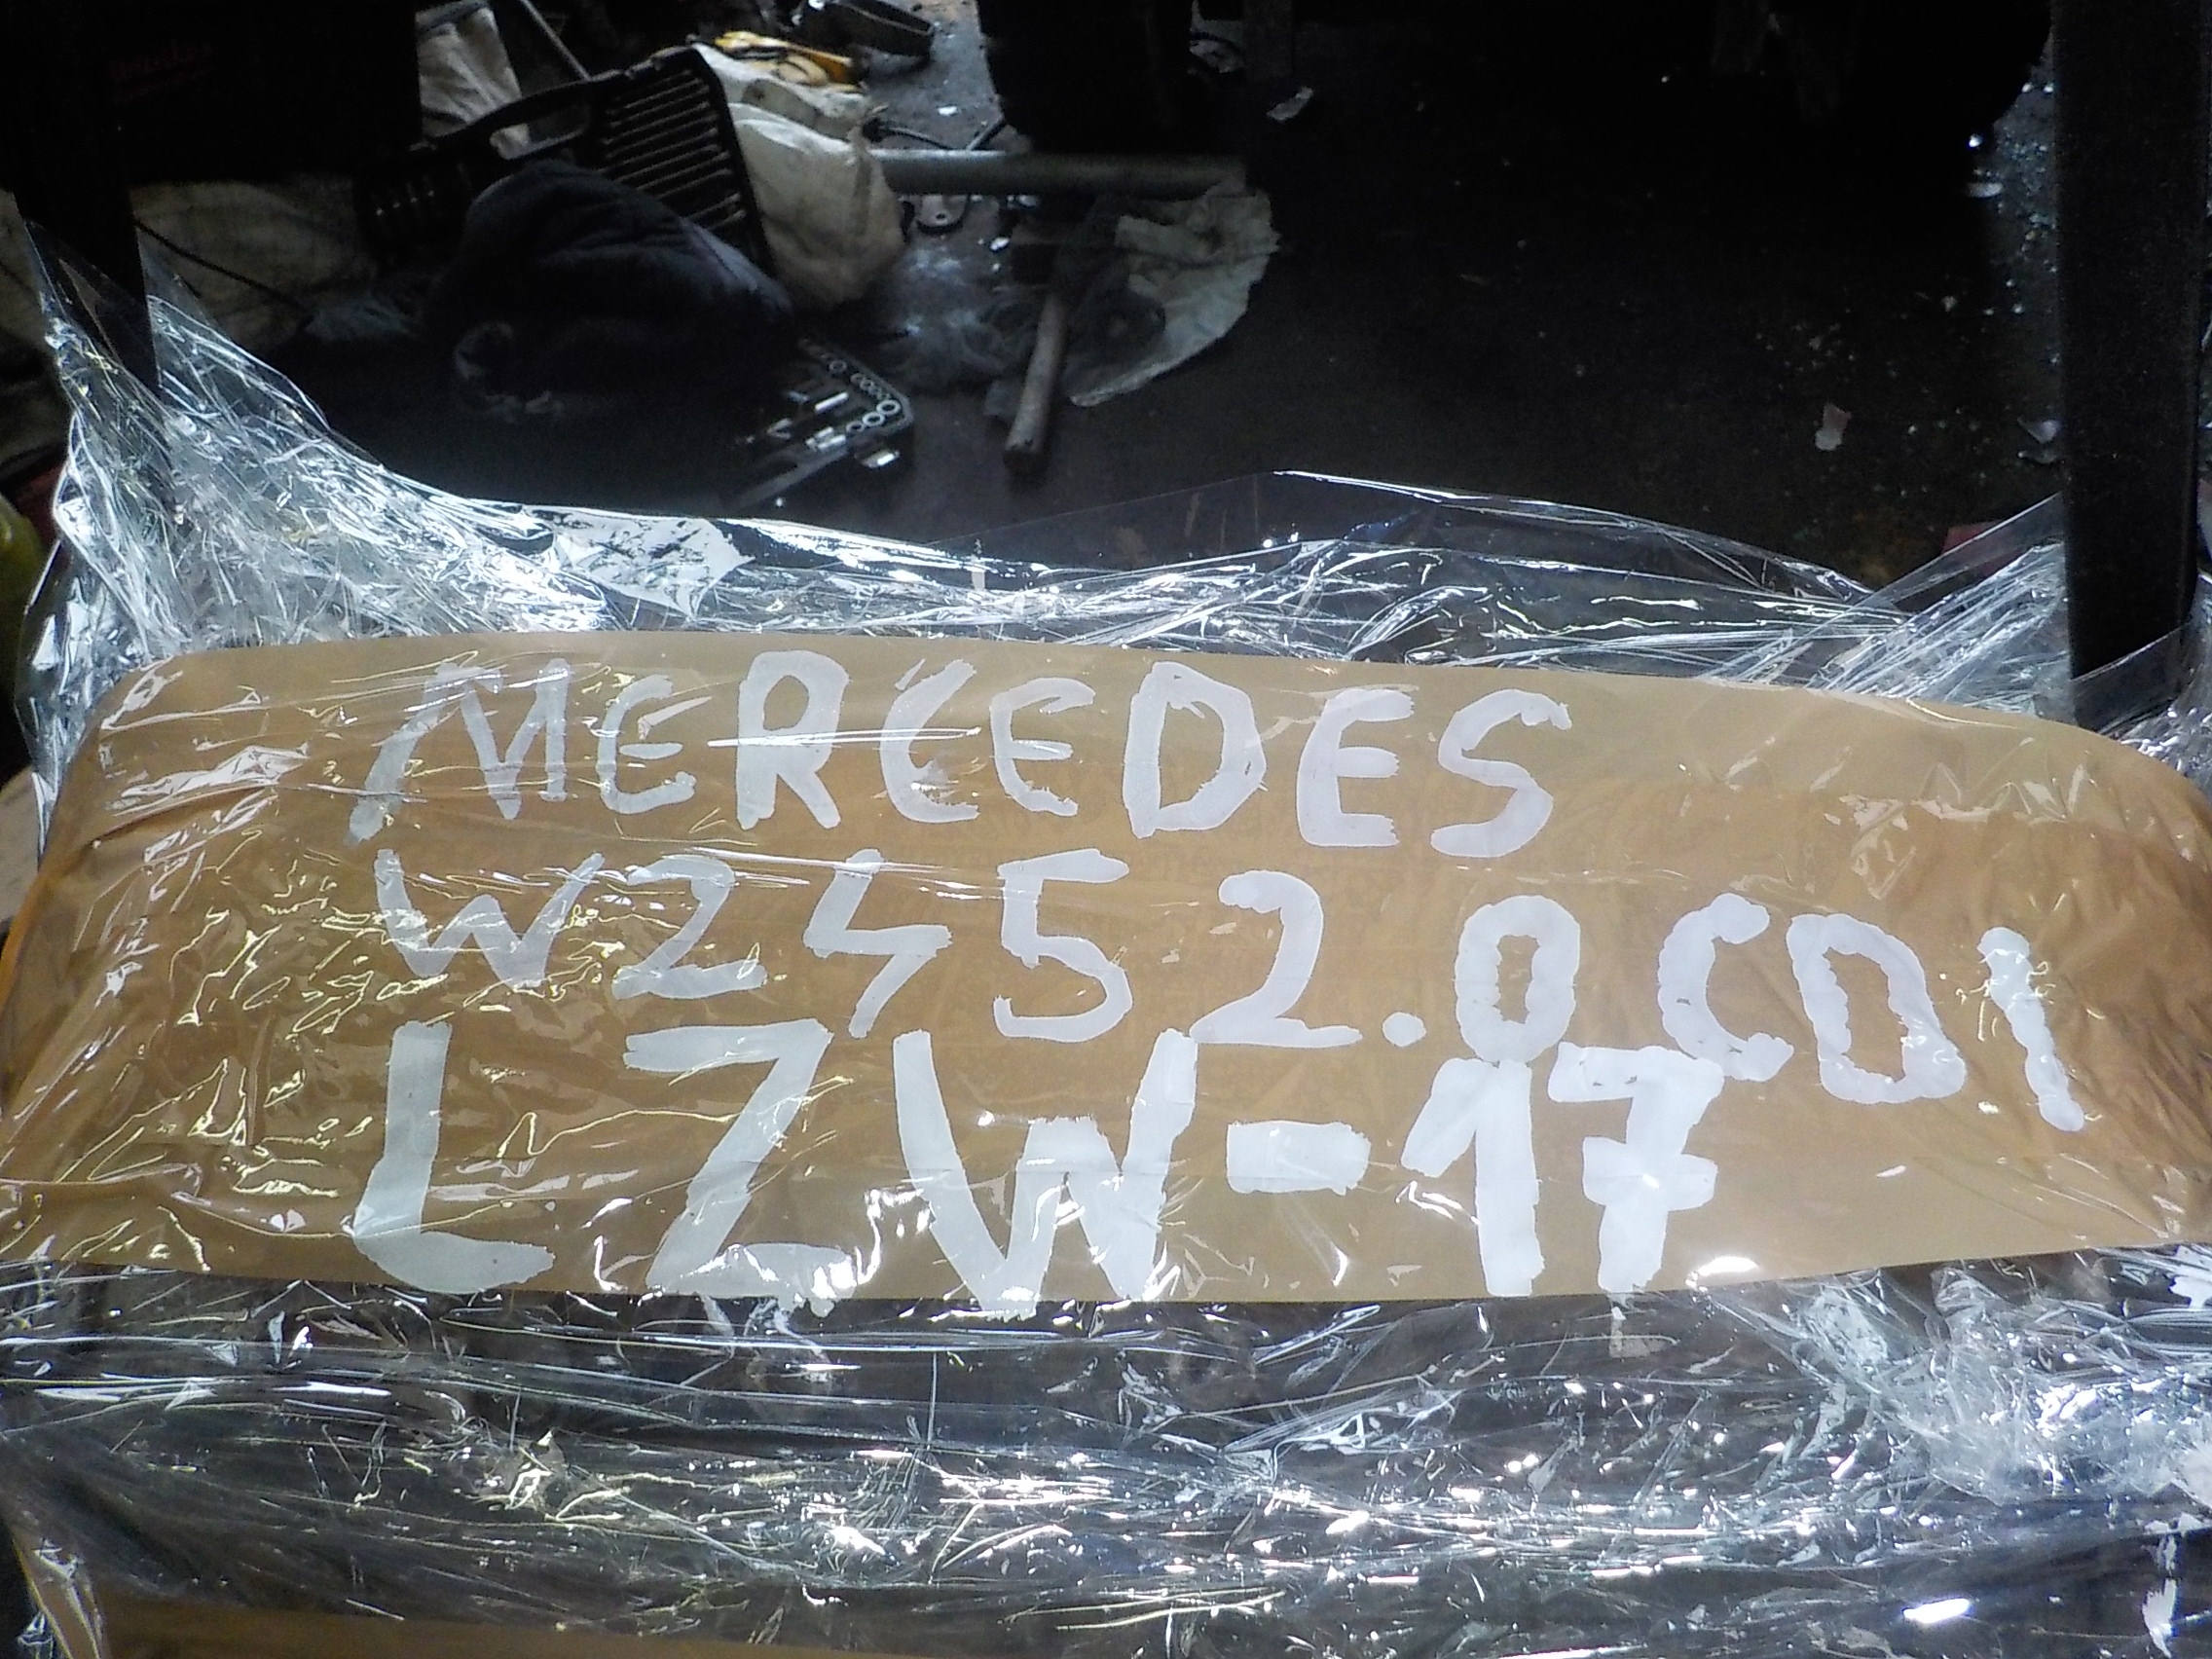 MERCEDES
W245 2.0 CDI
LZW-17